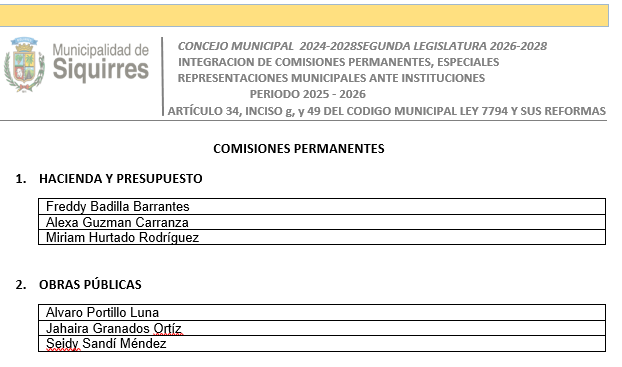 Municipalidad de
Siquirres
CONCEJO MUNICIPAL 2024-2028SEGUNDA LEGISLATURA 2026-2028
INTEGRACION DE COMISIONES PERMANENTES, ESPECIALES
REPRESENTACIONES MUNICIPALES ANTE INSTITUCIONES
PERIODO 2025 - 2026
ARTÍCULO 34, INCISO g, y 49 DEL CODIGO MUNICIPAL LEY 7794 Y SUS REFORMAS
COMISIONES PERMANENTES
1. HACIENDA Y PRESUPUESTO
Freddy Badilla Barrantes
Alexa Guzman Carranza
Miriam Hurtado Rodríguez
2. OBRAS PÚBLICAS
Alvaro Portillo Luna
Jahaira Granados Ortíz
Seidy Sandí Méndez